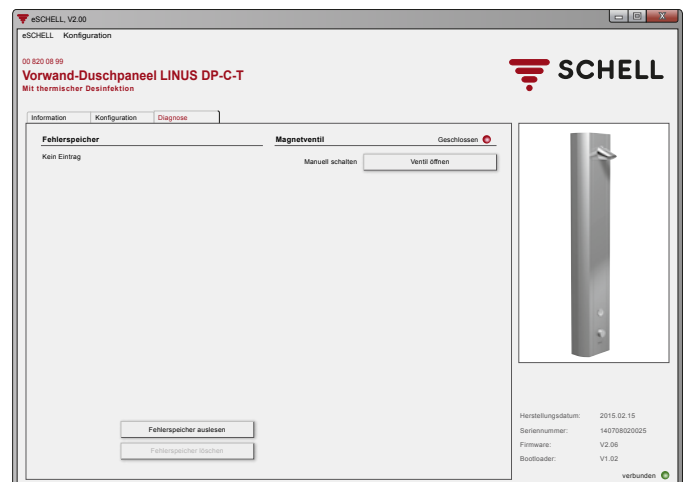 eSCHELL, V2.00
eSCHELL Konfiguration
00 820 08 99
Vorwand-Duschpaneel LINUS DP-C-T
Mit thermischer Desinfektion
SCHELL
Information Konfiguration Diagnose
Fehlerspeicher
Kein Eintrag
Magnetventil Geschlossen
Manuell schalten Ventil öffnen
Fehlerspeicher auslesen
Fehlerspeicher löschen
Herstellungsdatum: 2015.02.15
Seriennummer: 140708020025
Firmware: V2.06
Bootloader: V1.02
verbunden